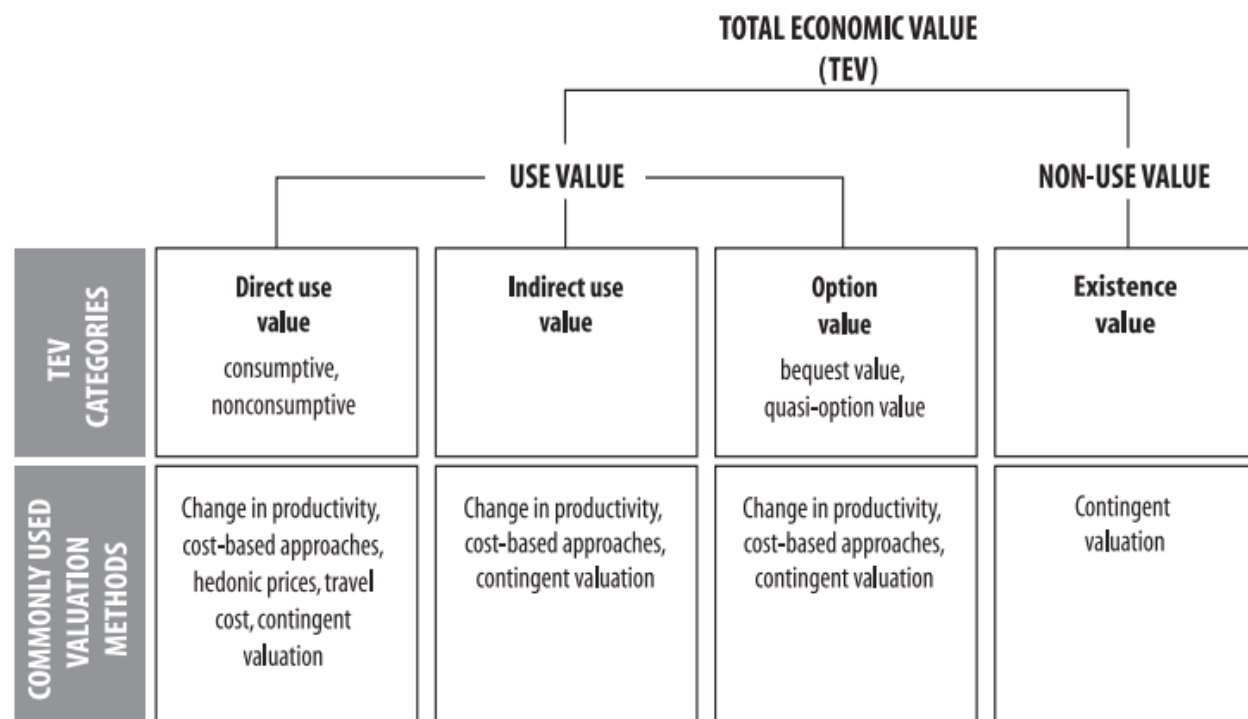 TOTAL ECONOMIC VALUE
(TEV)
USE VALUE
NON-USE VALUE
TEV
CATEGORIES
Direct use
value
consumptive,
nonconsumptive
Indirect use
value
Option
value
bequest value,
quasi-option value
Existence
value
COMMONLY USED
VALUATION
METHODS
Change in productivity,
cost-based approaches,
hedonic prices, travel
cost, contingent
valuation
Change in productivity,
cost-based approaches,
contingent valuation
Change in productivity,
cost-based approaches,
contingent valuation
Contingent
valuation